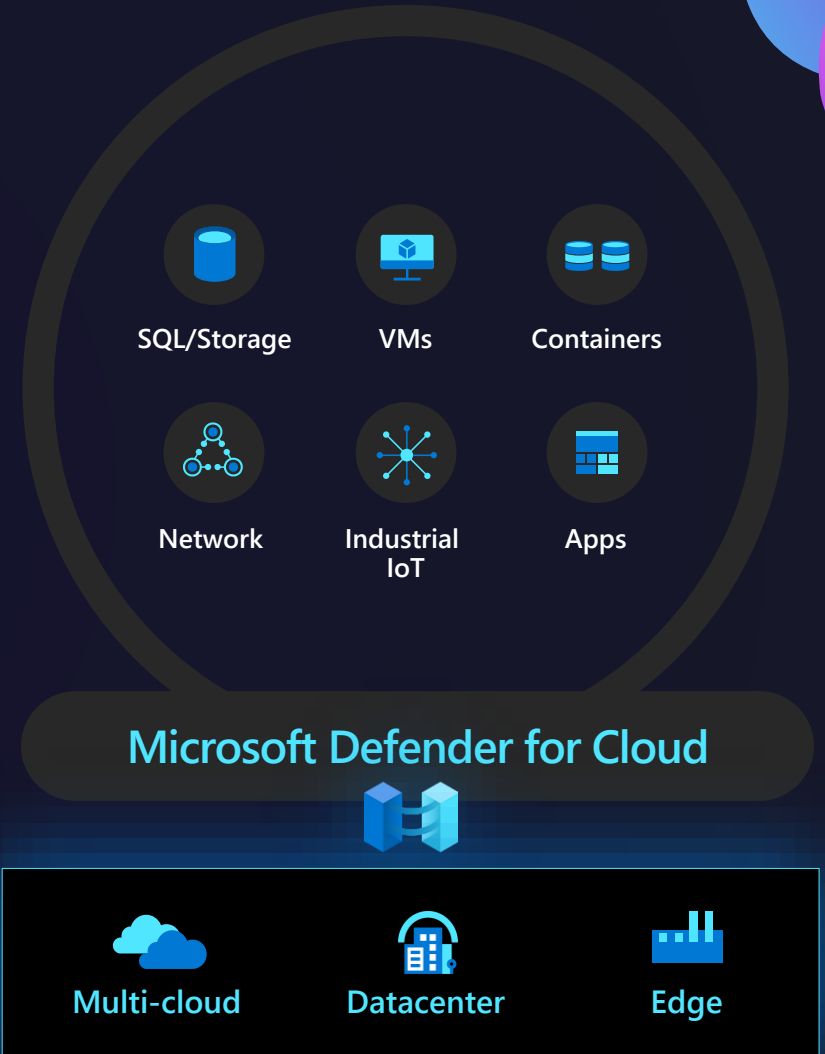 SQL/Storage
VMs
Containers
Network
Industrial
IoT
Apps
Microsoft Defender for Cloud
Multi-cloud
Datacenter
Edge